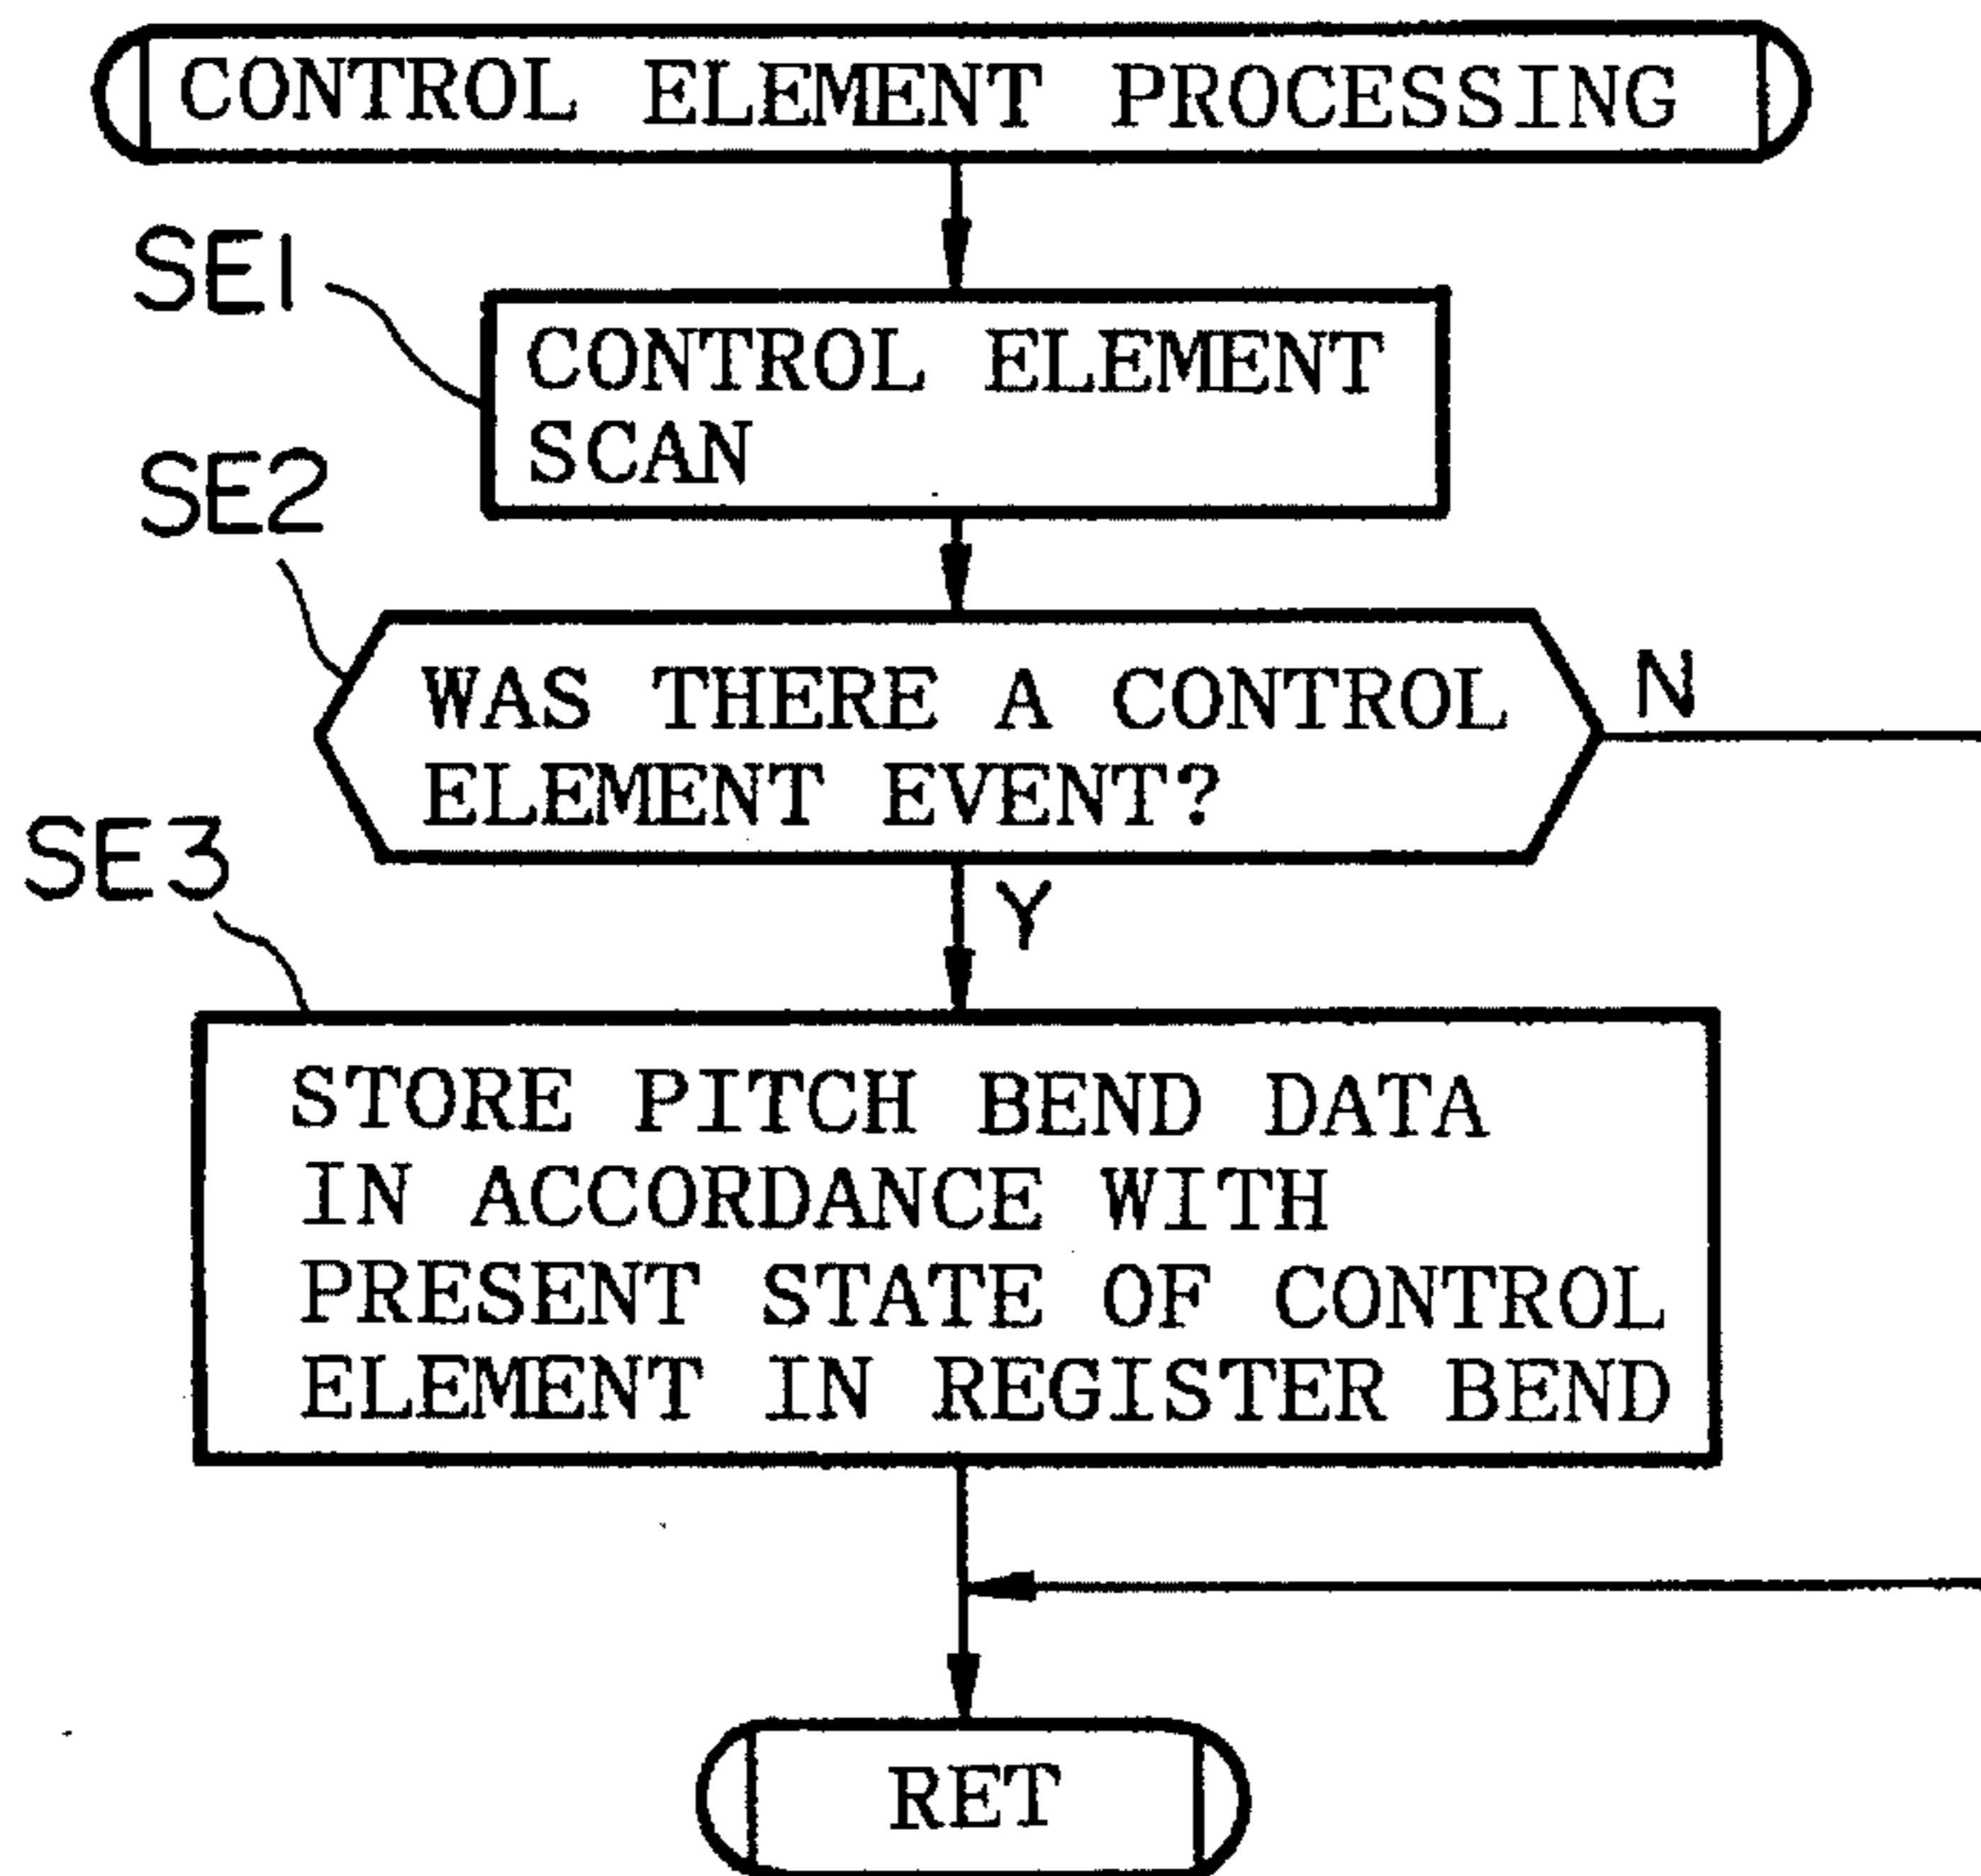 CONTROL ELEMENT PROCESSING
SE1
CONTROL ELEMENT
SCAN
SE2
WAS THERE A CONTROL
ELEMENT EVENT?
N
Y
SE3
STORE PITCH BEND DATA
IN ACCORDANCE WITH
PRESENT STATE OF CONTROL
ELEMENT IN REGISTER BEND
RET